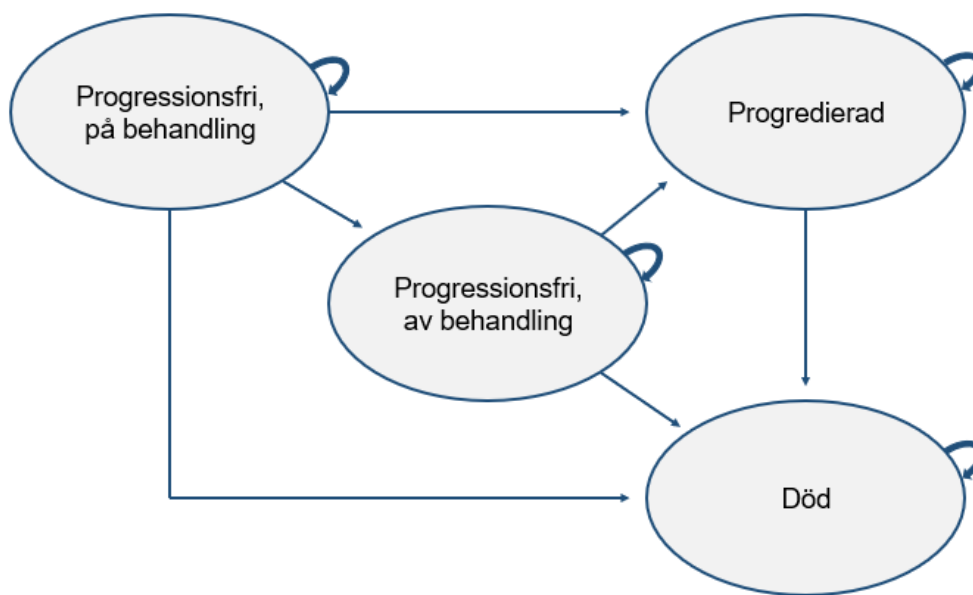 Progressionsfri,
på behandling
Progredierad
Progressionsfri,
av behandling
Död